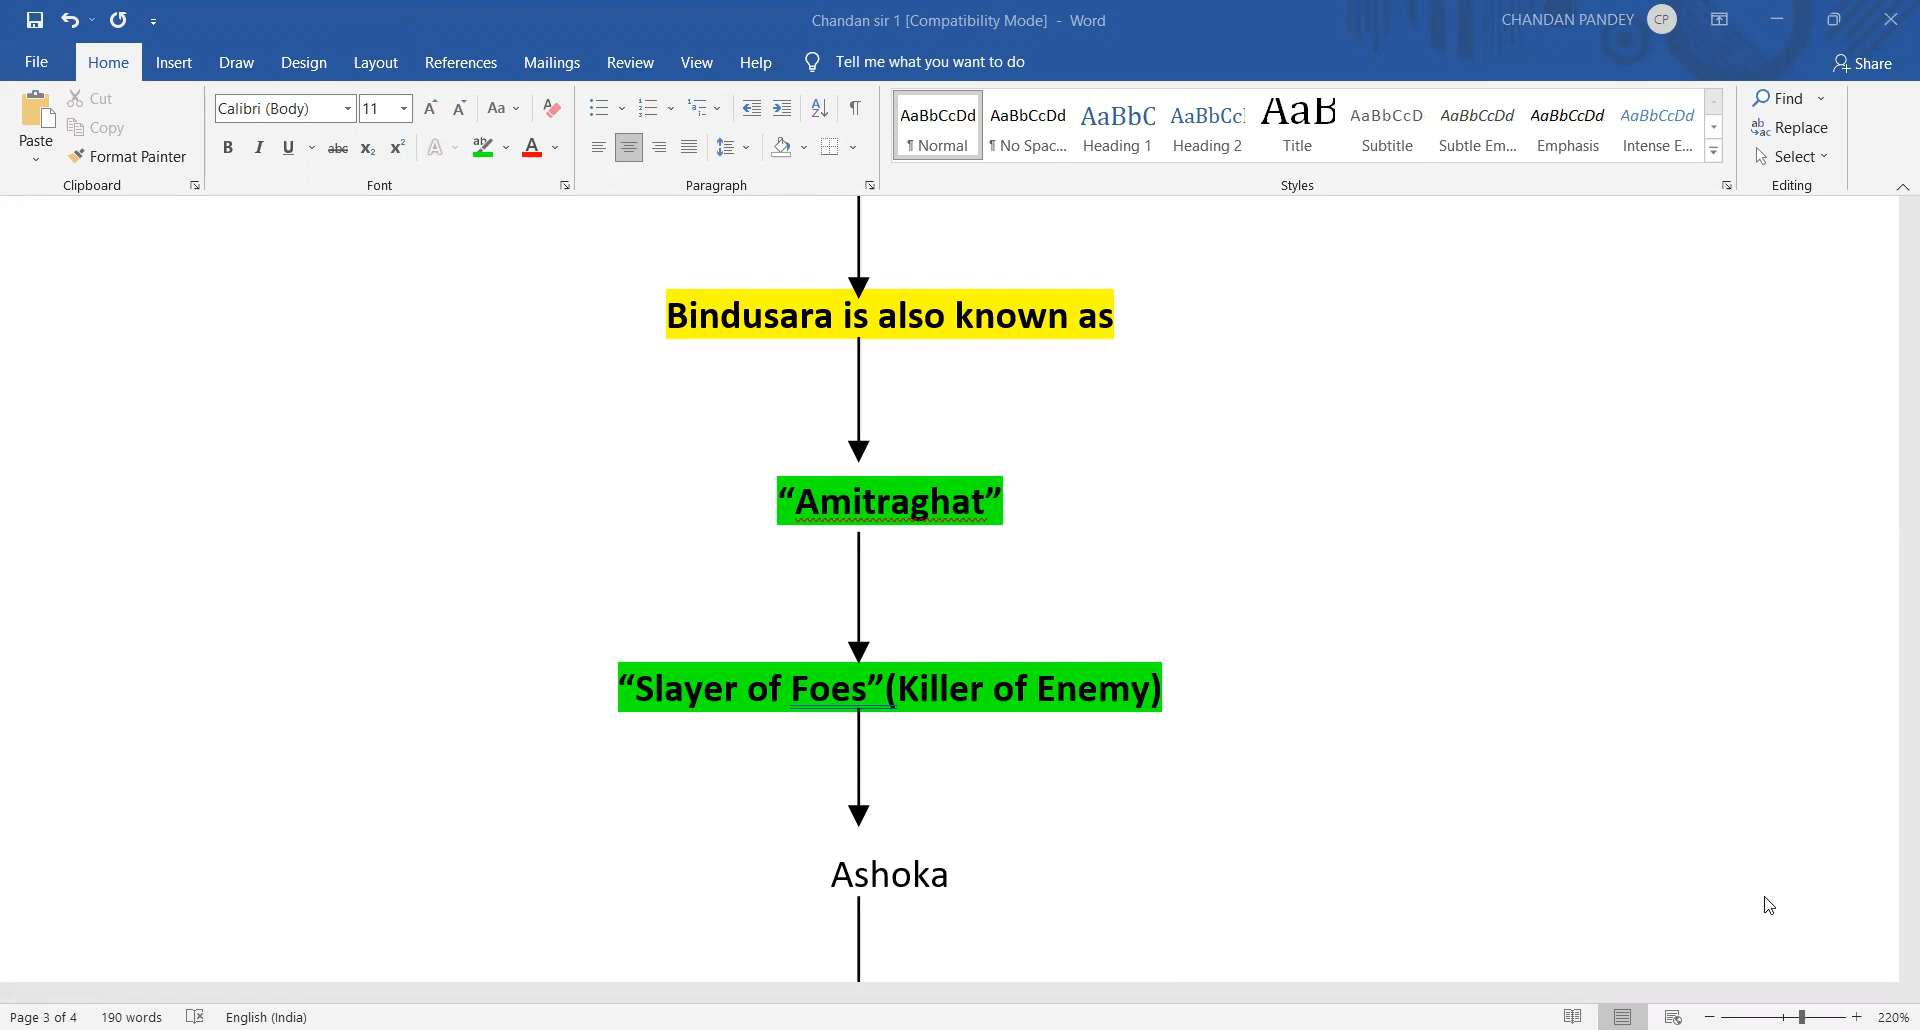 Chandan sir 1 [Compatibility Mode] - Word
CHANDAN PANDEY CP
File Home Insert Draw Design Layout References Mailings Review View Help Tell me what you want to do Share
Paste
Cut
Copy
Format Painter
Clipboard
Calibri (Body) 11
Font
Paragraph
AaBbCcDd AaBbCcDd AaBbC AaBbCc AaB AaBbCcD AaBbCcDd AaBbCcDd AaBbCcDd
¶ Normal ¶ No Spac... Heading 1 Heading 2 Title Subtitle Subtle Em... Emphasis Intense E...
Styles
Find
Replace
Select
Editing
Bindusara is also known as
“Amitraghat”
“Slayer of Foes”(Killer of Enemy)
Ashoka
Page 3 of 4 190 words English (India) 220%